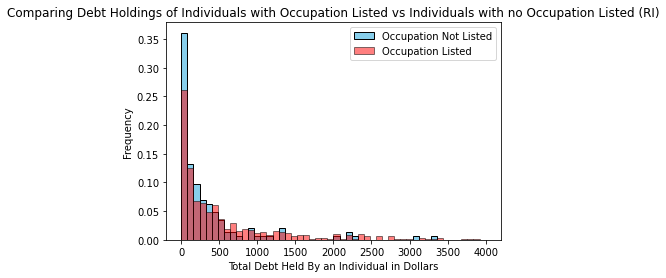 Comparing Debt Holdings of Individuals with Occupation Listed vs Individuals with no Occupation Listed (RI)
Occupation Not Listed
Occupation Listed
0.35
0.30
0.25
0.20
0.15
0.10
0.05
0.00
Frequency
0 500 1000 1500 2000 2500 3000 3500 4000
Total Debt Held By an Individual in Dollars